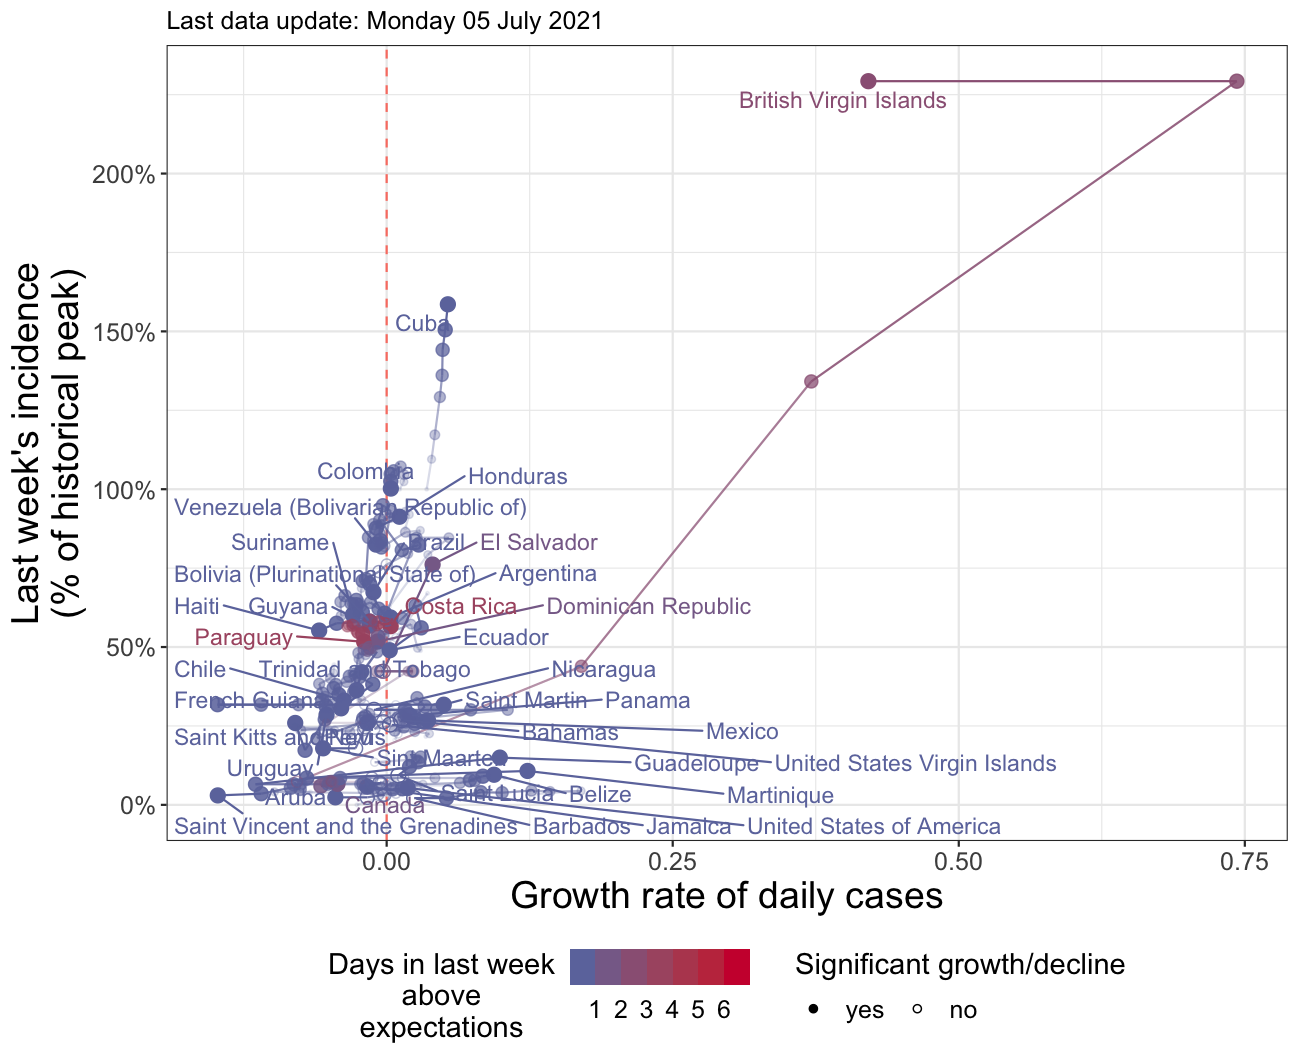 Last data update: Monday 05 July 2021
Last week's incidence
(% of historical peak)
200%
150%
100%
50%
0%
British Virgin Islands
Cuba
Colombia
Honduras
Venezuela (Bolivarian Republic of)
Suriname
Brazil
El Salvador
Bolivia (Plurinational State of)
Argentina
Haiti
Guyana
Costa Rica
Dominican Republic
Paraguay
Ecuador
Chile
Trinidad and Tobago
Nicaragua
French Guiana
Saint Martin
Panama
Saint Kitts and Nevis
Bahamas
Mexico
Uruguay
Sint Maarten
Guadeloupe
United States Virgin Islands
Aruba
Canada
Saint Lucia
Belize
Martinique
Saint Vincent and the Grenadines
Barbados
Jamaica
United States of America
0.00
0.25
0.50
0.75
Growth rate of daily cases
Days in last week
above
expectations
1 2 3 4 5 6
Significant growth/decline
yes
no